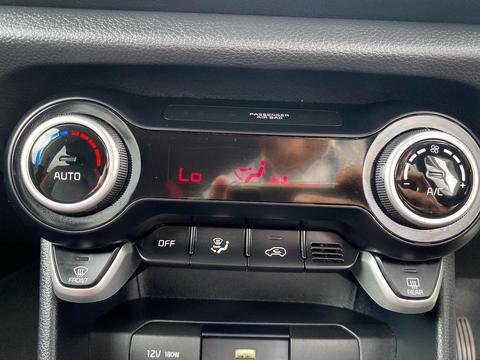 PASSENGER
AIR BAG
AUTO
Lo
A/C
- +
OFF
FRONT
REAR
12V 180W